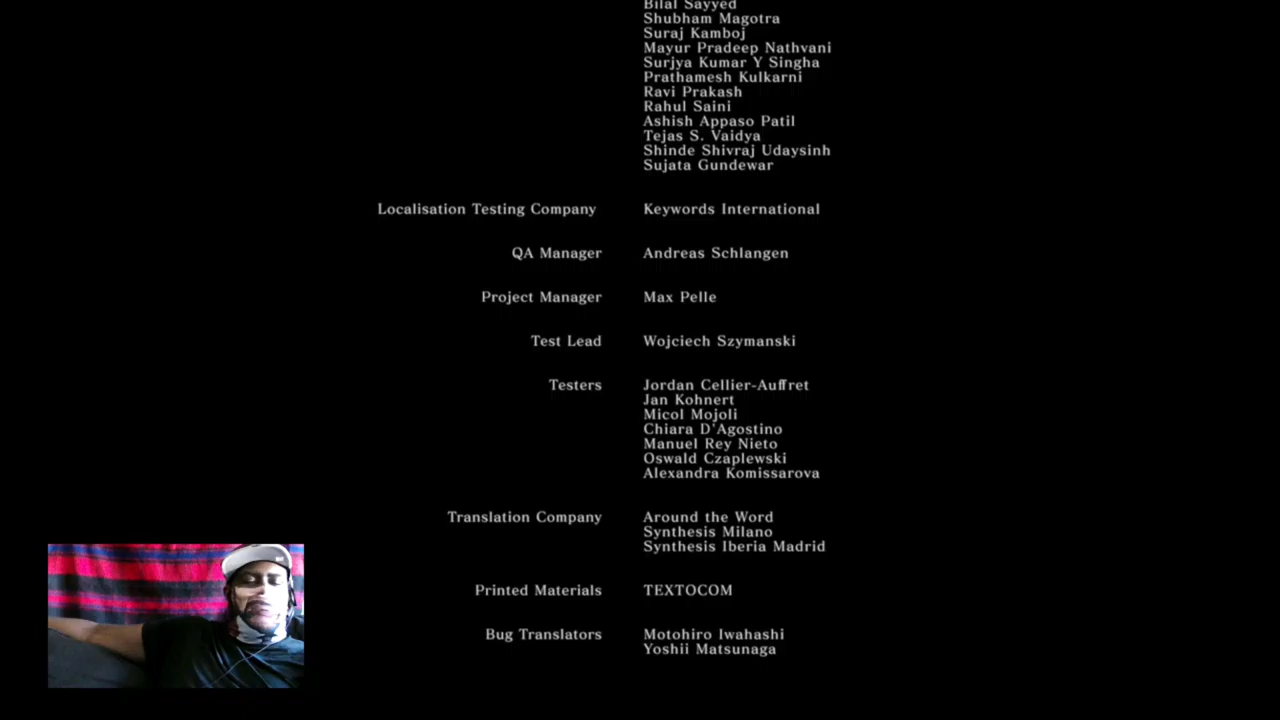 Bilal Sayyed
Shubham Magotra
Suraj Kamboj
Mayur Pradeep Nathvani
Surjya Kumar Y Singha
Prathamesh Kulkarni
Ravi Prakash
Rahul Saini
Ashish Appaso Patil
Tejas S. Vaidya
Shinde Shivraj Udaysinh
Sujata Gundewar
Localisation Testing Company Keywords International
QA Manager Andreas Schlangen
Project Manager Max Pelle
Test Lead Wojciech Szymanski
Testers Jordan Cellier-Auffret
Jan Kohnert
Micol Mojoli
Chiara D'Agostino
Manuel Rey Nieto
Oswald Czaplewski
Alexandra Komissarova
Translation Company Around the Word
Synthesis Milano
Synthesis Iberia Madrid
Printed Materials TEXTOCOM
Bug Translators Motohiro Iwahashi
Yoshii Matsunaga